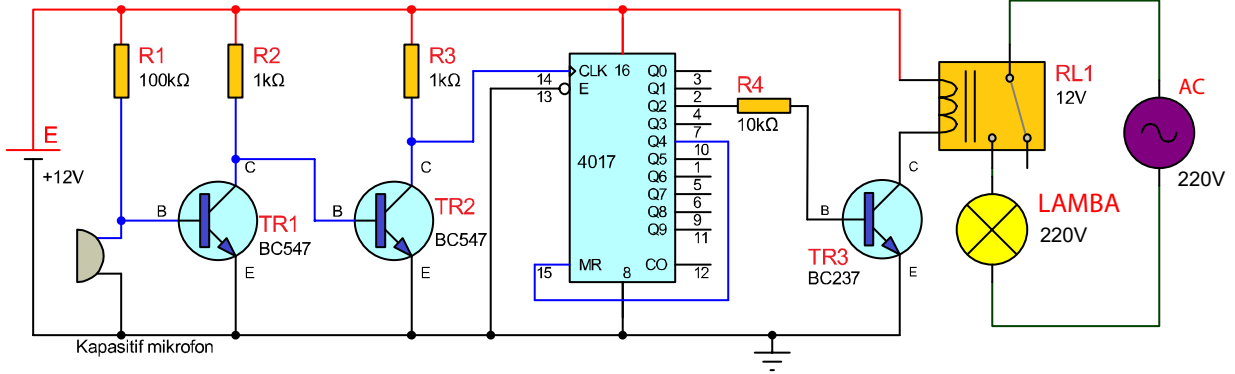 R1
100kΩ
R2
1kΩ
R3
1kΩ
E
+12V
B
C
E
TR1
BC547
B
C
E
TR2
BC547
Kapasitif mikrofon
14
13
15
CLK
E
MR
16
4017
8
Q0
Q1
Q2
Q3
Q4
Q5
Q6
Q7
Q8
Q9
CO
3
2
4
7
10
1
5
6
9
11
12
R4
10kΩ
B
C
E
TR3
BC237
RL1
12V
LAMBA
220V
AC
220V